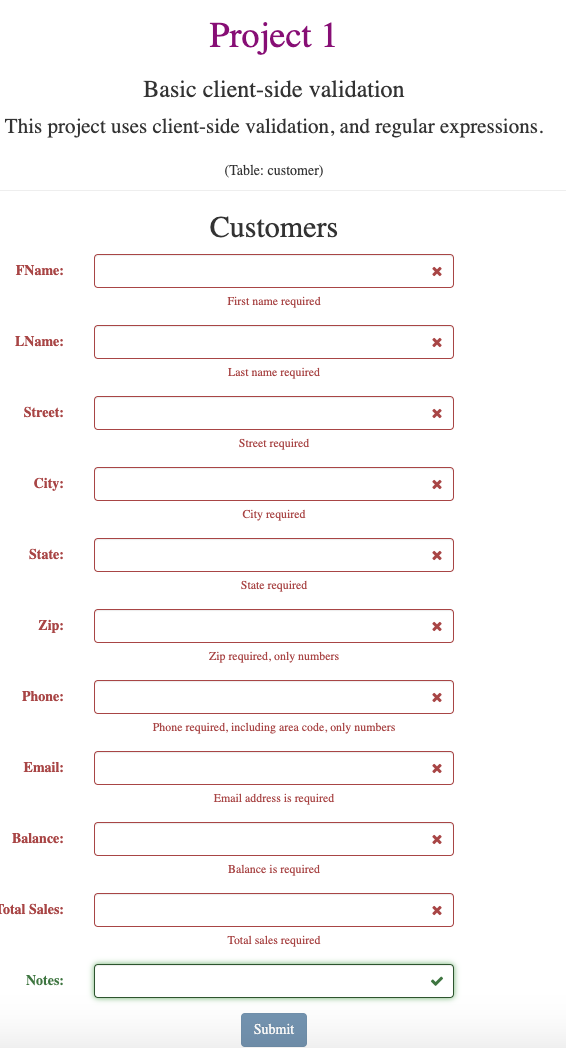 Project 1
Basic client-side validation
This project uses client-side validation, and regular expressions.
(Table: customer)
Customers
FName:
First name required
LName:
Last name required
Street:
Street required
City:
City required
State:
State required
Zip:
Zip required, only numbers
Phone:
Phone required, including area code, only numbers
Email:
Email address is required
Balance:
Balance is required
Total Sales:
Total sales required
Notes:
Submit